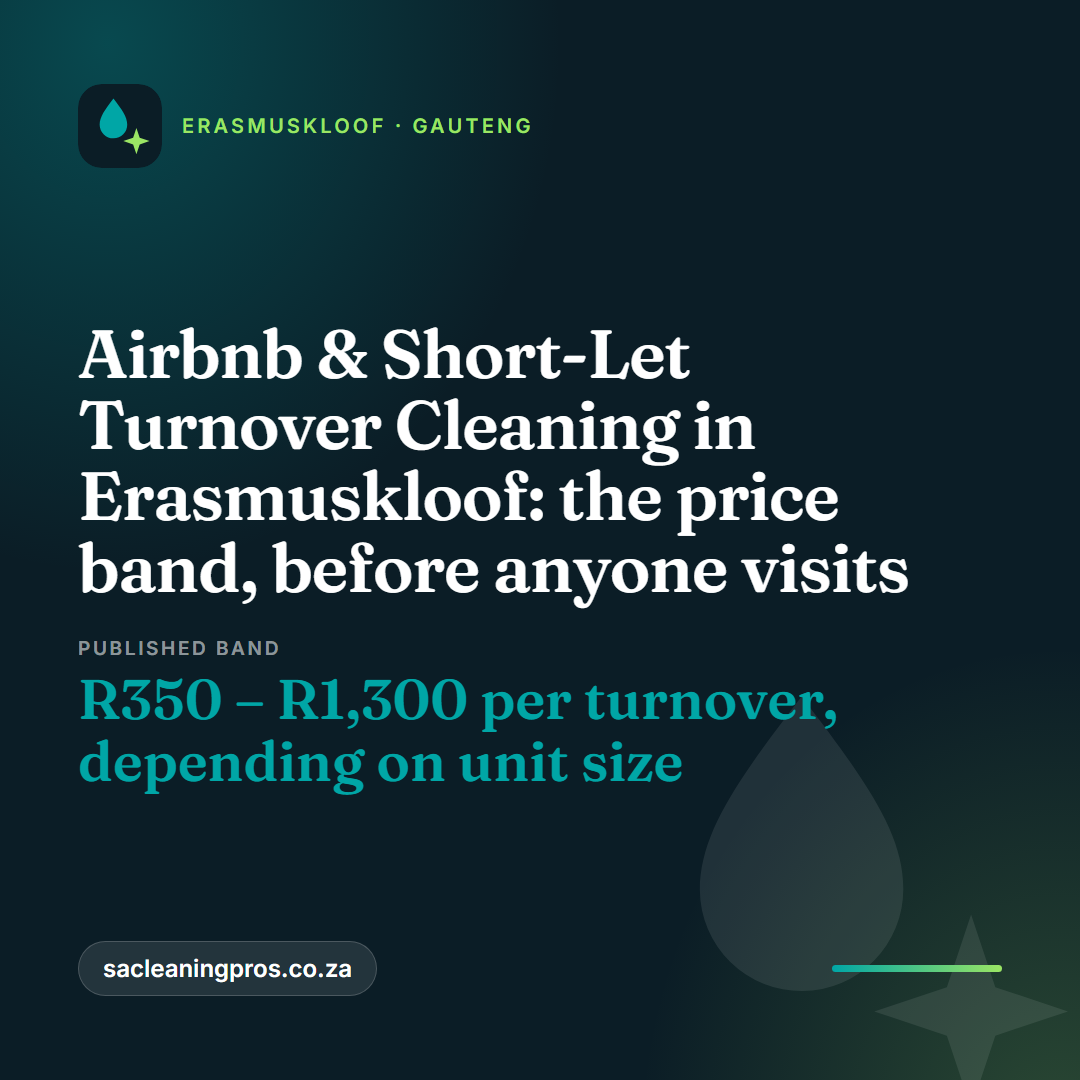 ERASMUSKLOOF · GAUTENG
Airbnb & Short-Let
Turnover Cleaning in
Erasmuskloof: the price
band, before anyone visits
PUBLISHED BAND
R350 – R1,300 per turnover,
depending on unit size
sacleaningpros.co.za